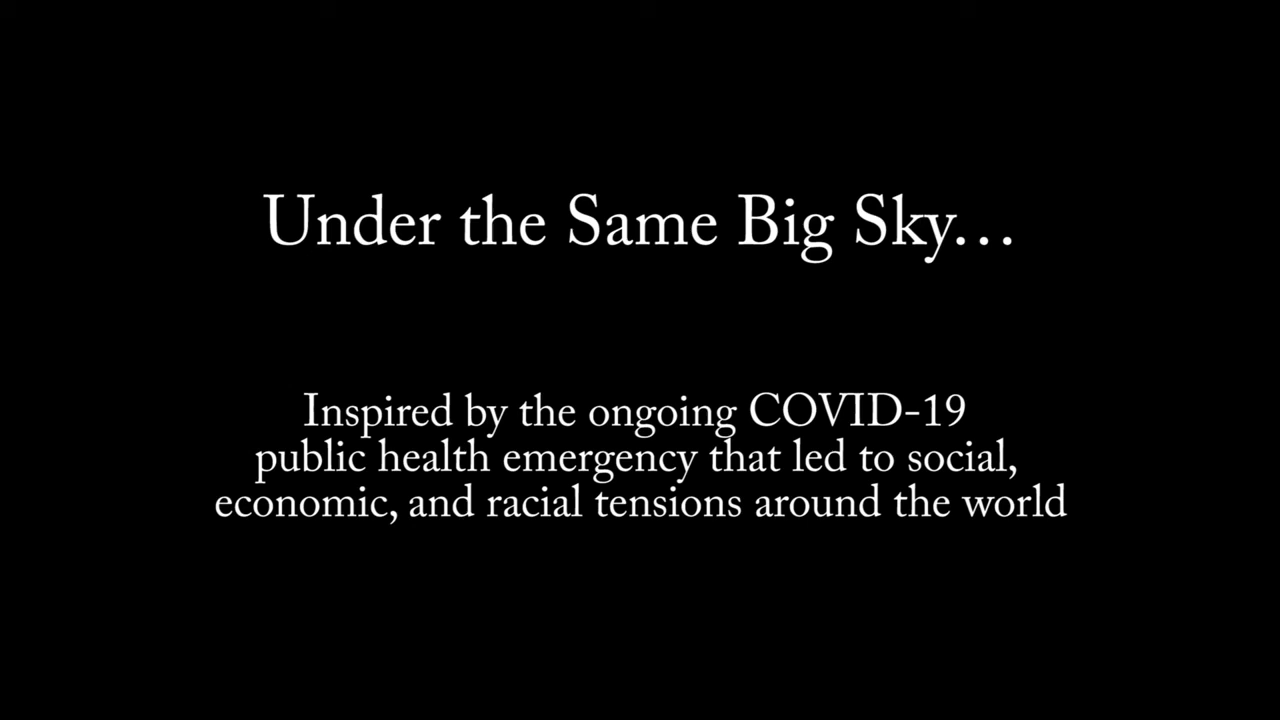 Under the Same Big Sky...
Inspired by the ongoing COVID-19
public health emergency that led to social,
economic, and racial tensions around the world